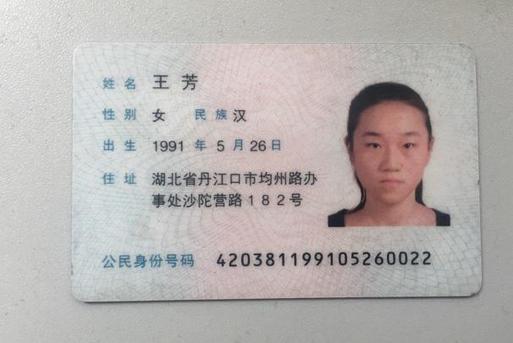 姓名 王芳
性别 女 民族 汉
出生 1991 年 5 月 26 日
住址 湖北省丹江口市均州路办
事处沙陀营路182号
公民身份号码 420381199105260022